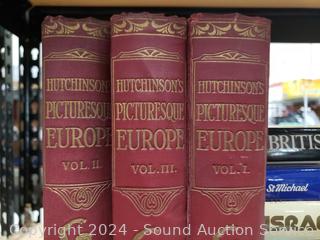 HUTCHINSON'S
PICTURESQUE
EUROPE
VOL. II.
HUTCHINSON'S
PICTURESQUE
EUROPE
VOL. III.
HUTCHINSON'S
PICTURESQUE
EUROPE
VOL. I.
BRITIS
St Michael
ISRA
Copyright 2024 - Sound Auction Service